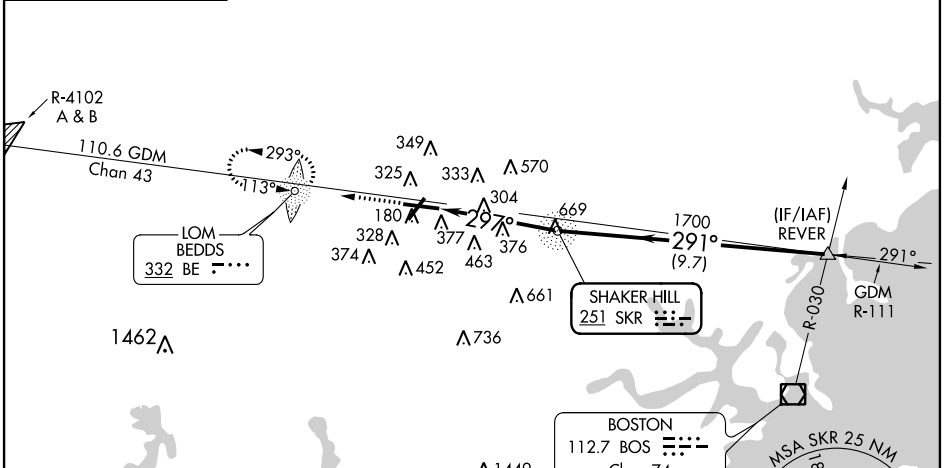 R-4102
A & B
110.6 GDM
Chan 43
293°
113°
349
325
333
570
304
180
297°
669
1700
291°
(9.7)
(IF/IAF)
REVER
291°
GDM
R-111
R-030
LOM
BEDDS
332 BE
328
377
376
463
374
452
661
SHAKER HILL
251 SKR
1462
736
BOSTON
112.7 BOS
MSA SKR 25 NM